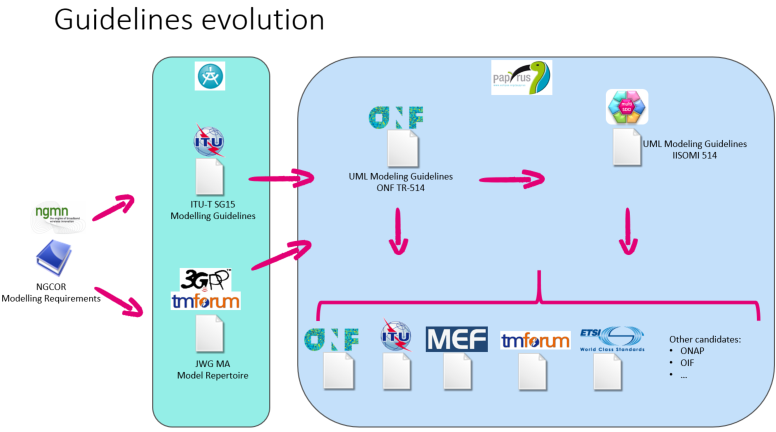 Guidelines evolution
papyrus
ONF
multi
SDO
ITU
UML Modeling Guidelines
IISOMI 514
UML Modeling Guidelines
ONF TR-514
ITU-T SG15
Modelling Guidelines
ngmn
NGCOR
Modelling Requirements
3GPP
tmforum
JWG MA
Model Repertoire
ONF
ITU
MEF
tmforum
ETSI
World Class Standards
Other candidates:
• ONAP
• OIF
• ...